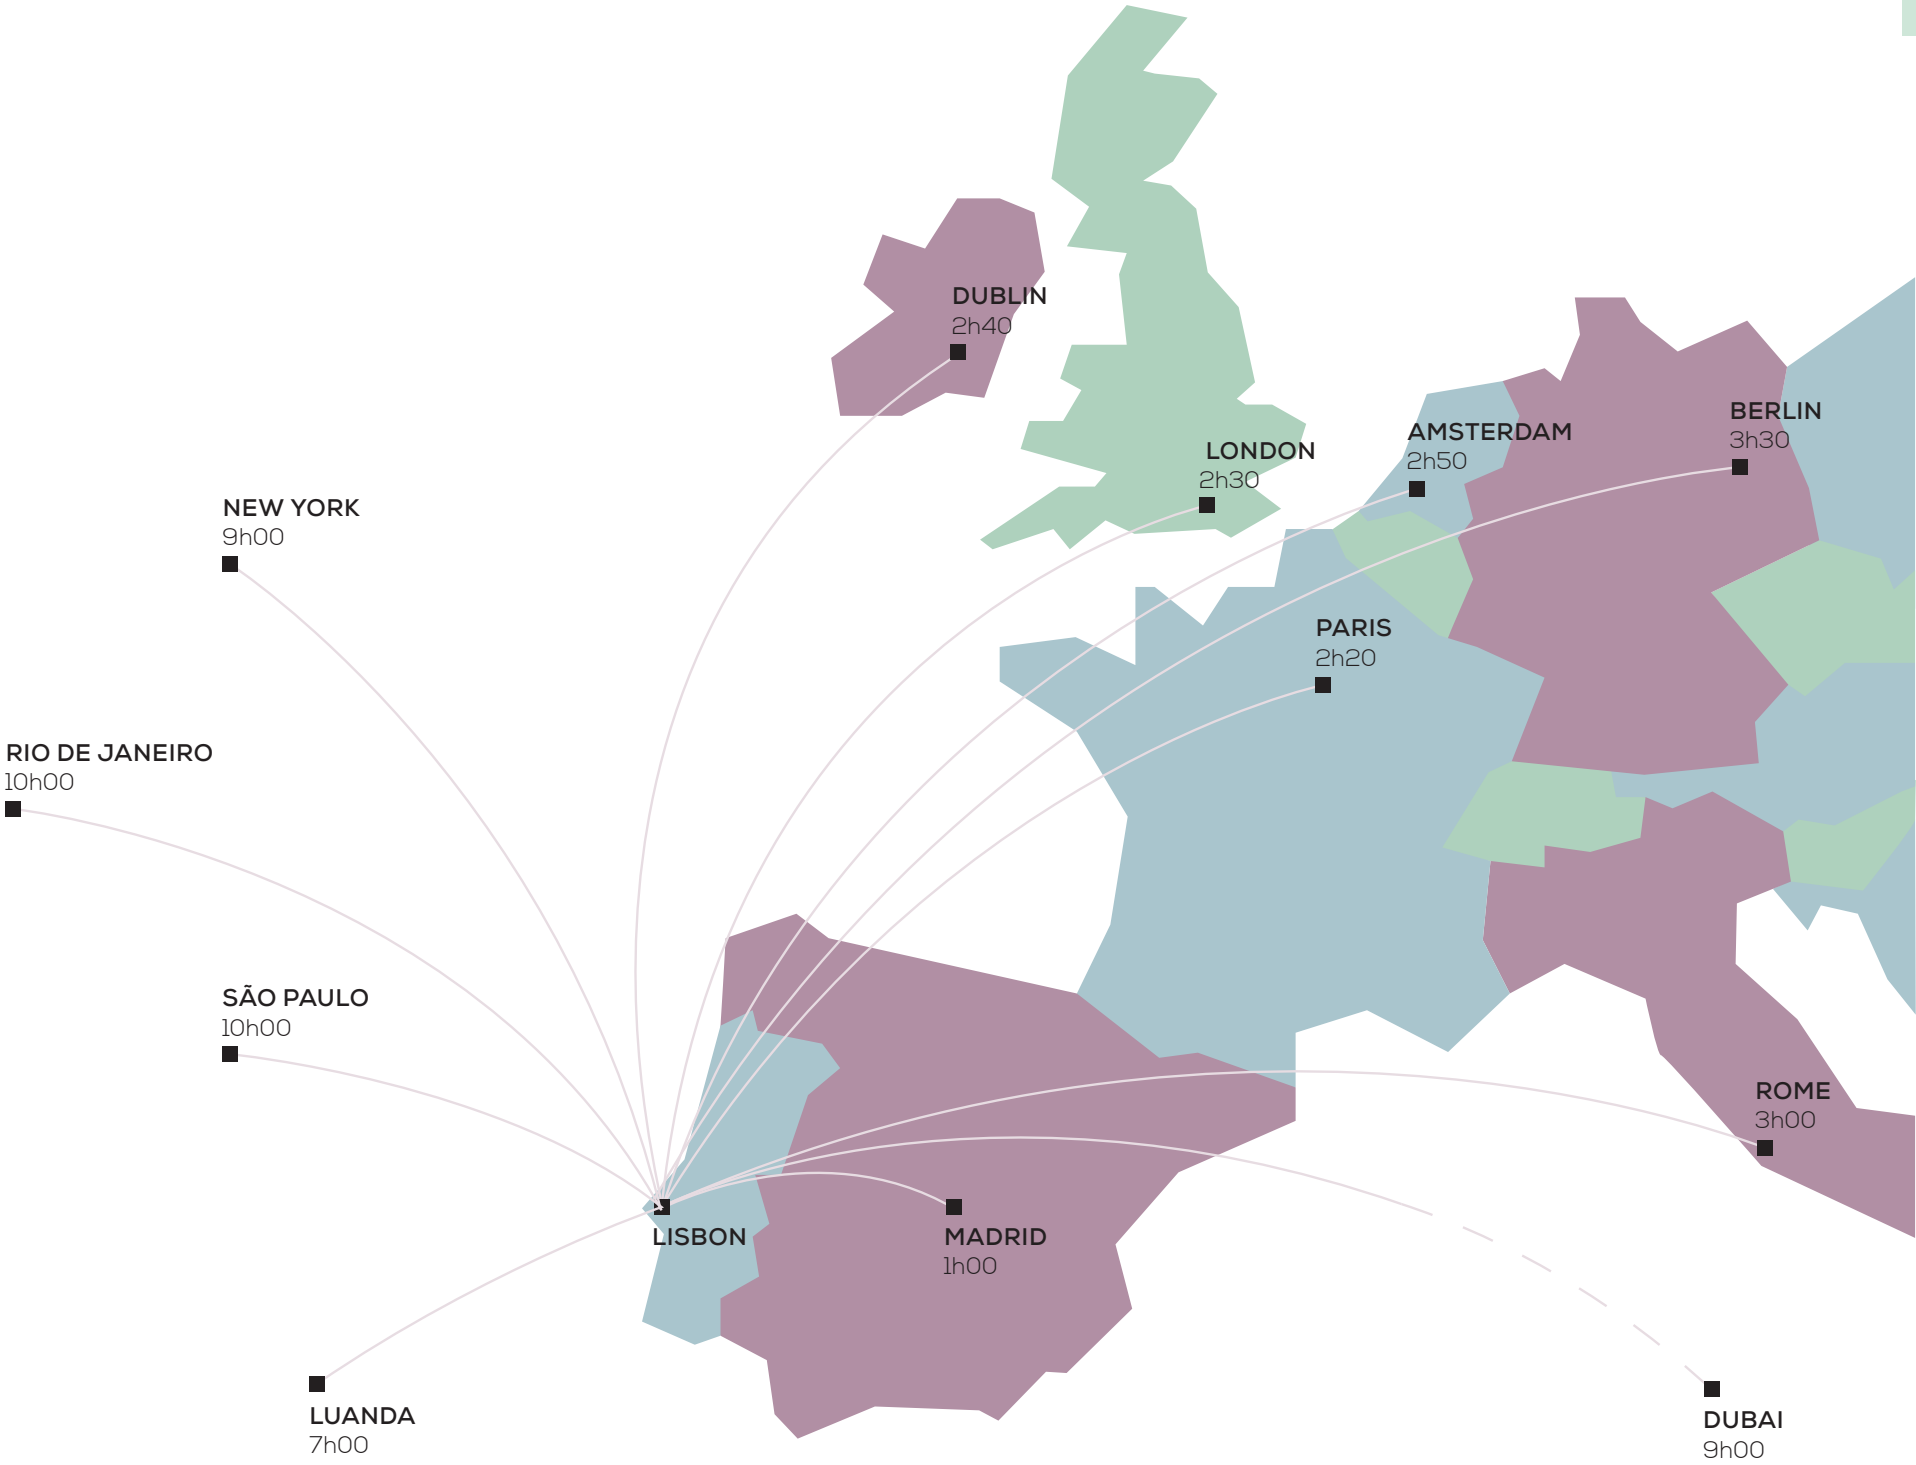 DUBLIN
2h40
BERLIN
3h30
AMSTERDAM
2h50
LONDON
2h30
NEW YORK
9h00
PARIS
2h20
RIO DE JANEIRO
10h00
SÃO PAULO
10h00
ROME
3h00
LISBON
MADRID
1h00
LUANDA
7h00
DUBAI
9h00